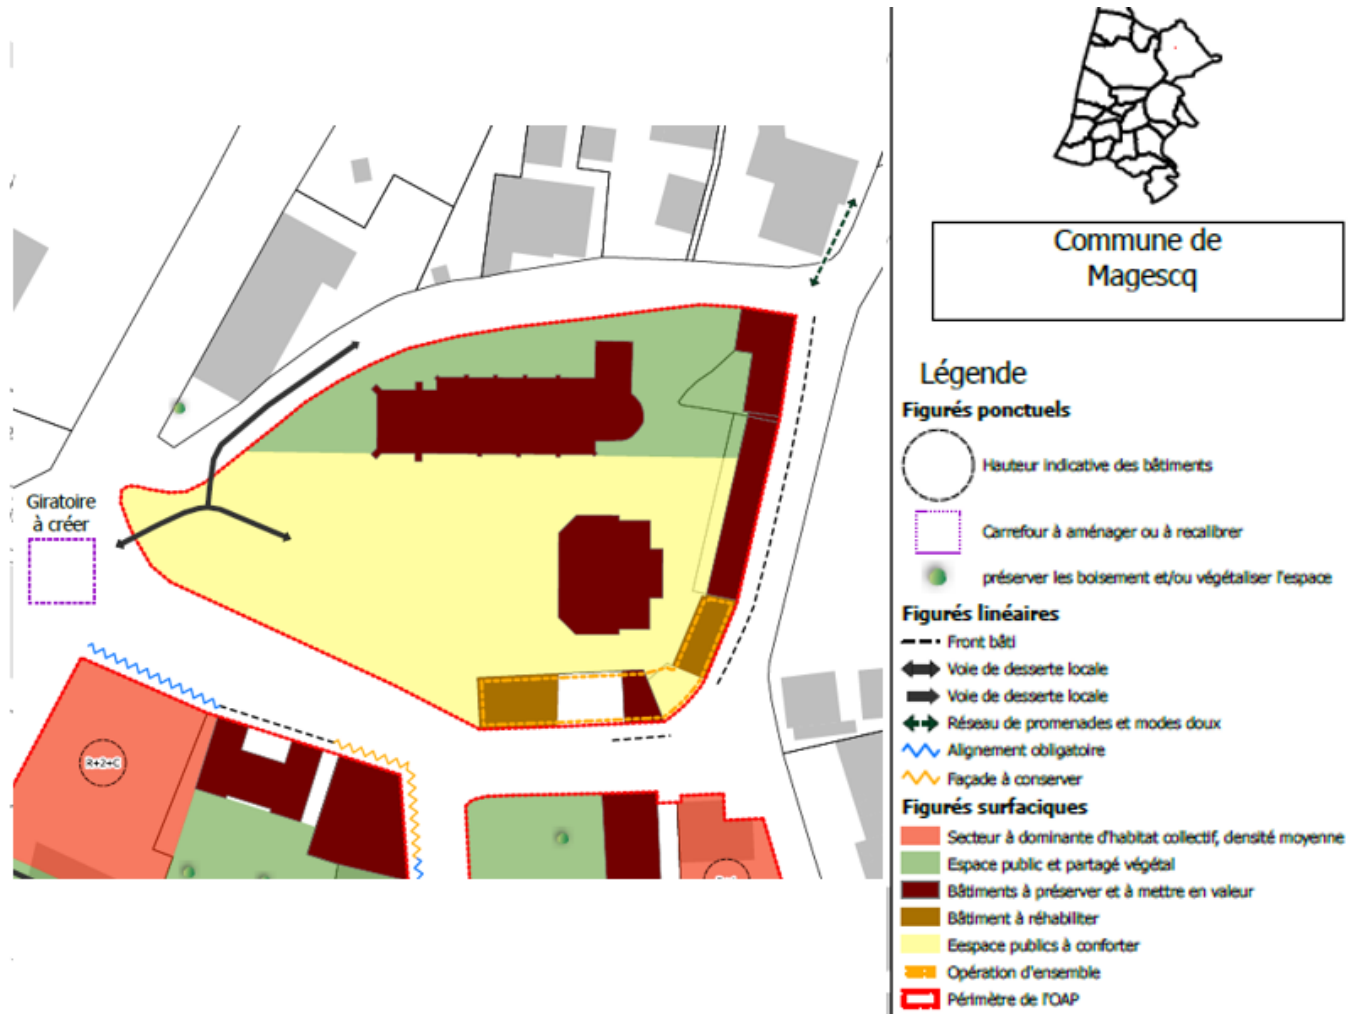 Giratoire
à créer
R+2+C
Commune de
Magescq
Légende
Figurés ponctuels
Hauteur indicative des bâtiments
Carrefour à aménager ou à recalibrer
préserver les boisement et/ou végétaliser l'espace
Figurés linéaires
Front bâti
Voie de desserte locale
Voie de desserte locale
Réseau de promenades et modes doux
Alignement obligatoire
Façade à conserver
Figurés surfaciques
Secteur à dominante d'habitat collectif, densité moyenne
Espace public et partagé végétal
Bâtiments à préserver et à mettre en valeur
Bâtiment à réhabiliter
Eespace publics à conforter
Opération d'ensemble
Périmètre de l'OAP